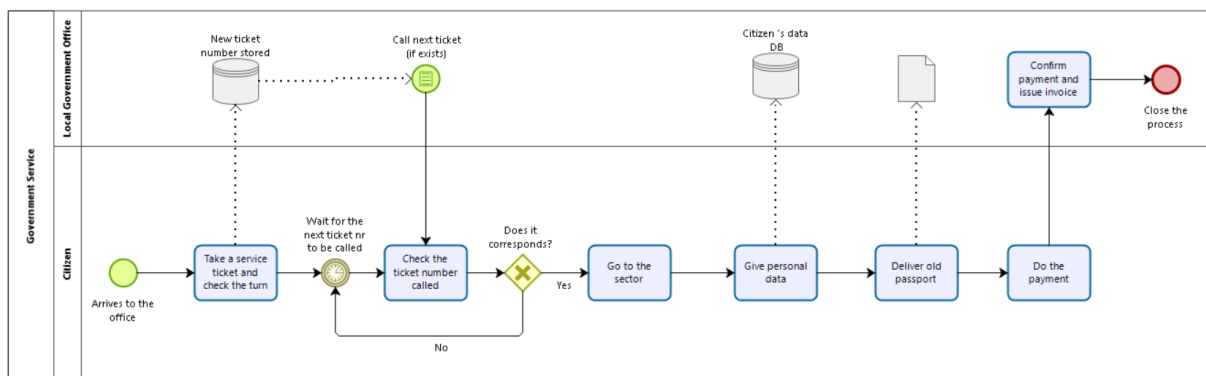 Government Service
Local Government Office
New ticket
number stored
Call next ticket
(if exists)
Citizen 's data
DB
Confirm
payment and
issue invoice
Close the
process
Citizen
Arrives to the
office
Take a service
ticket and
check the turn
Wait for the
next ticket nr
to be called
Check the
ticket number
called
Does it
corresponds?
Yes
No
Go to the
sector
Give personal
data
Deliver old
passport
Do the
payment